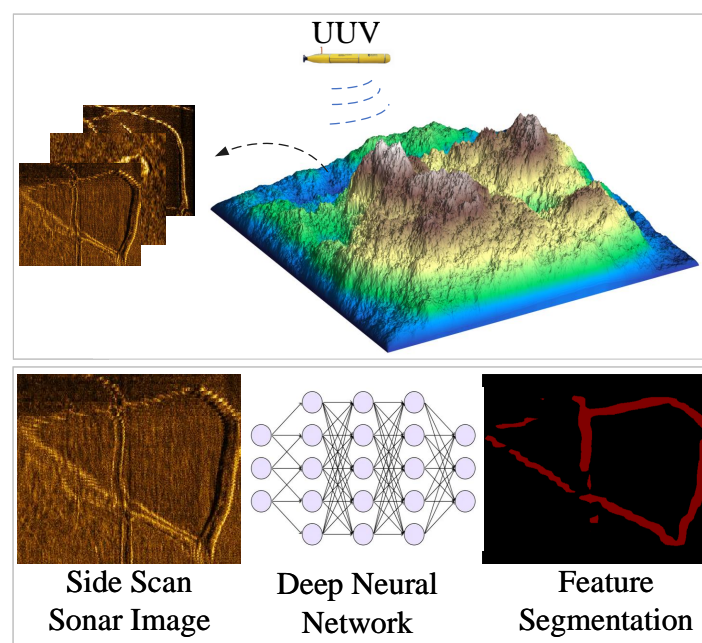 UUV
Side Scan
Sonar Image
Deep Neural
Network
Feature
Segmentation